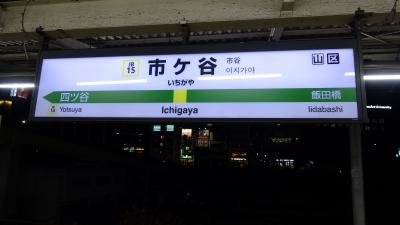 JB
15
市ケ谷
いちがや
市谷
이치가야
山区
四ツ谷
Yotsuya
Ichigaya
飯田橋
Iidabashi